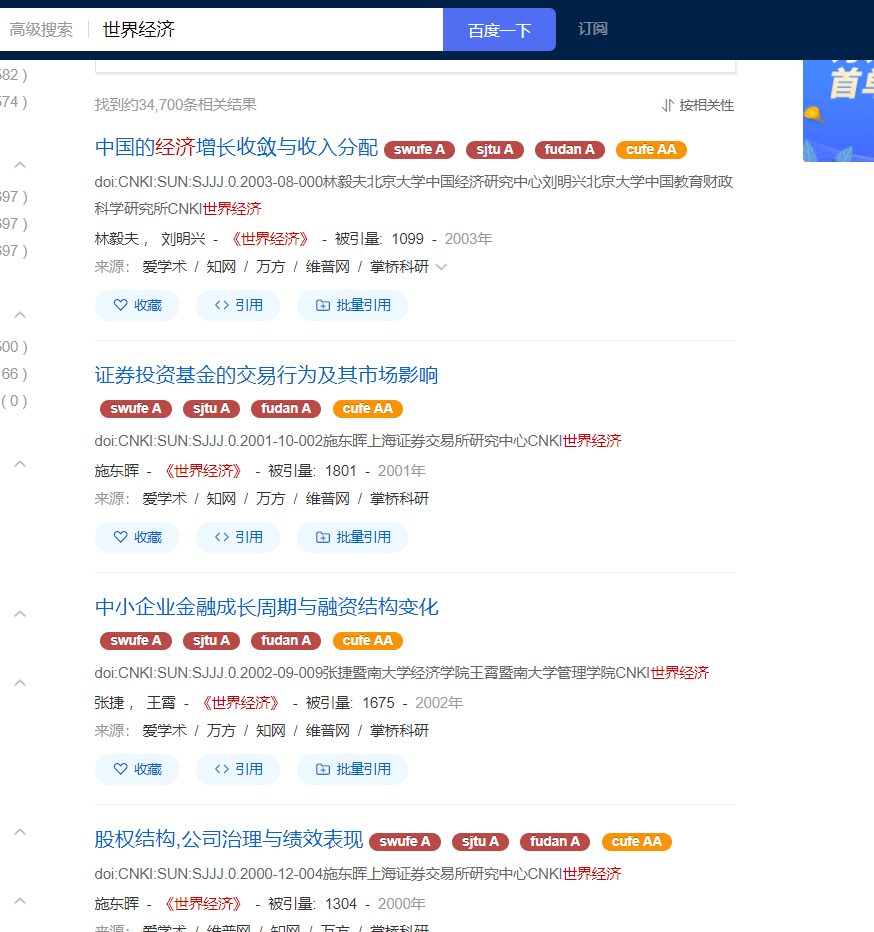 高级搜索 世界经济 百度一下 订阅
582 )
574 )
首单
找到约34,700条相关结果 按相关性
中国的经济增长收敛与收入分配 swufe A sjtu A fudan A cufe AA
doi:CNKI:SUN:SJJJ.0.2003-08-000林毅夫北京大学中国经济研究中心刘明兴北京大学中国教育财政
科学研究所CNKI世界经济
697 )
697 )
697 )
林毅夫 ， 刘明兴 - 《世界经济》 - 被引量: 1099 - 2003年
来源： 爱学术 / 知网 / 万方 / 维普网 / 掌桥科研
收藏 引用 批量引用
500 )
66 )
( 0 )
证券投资基金的交易行为及其市场影响
swufe A sjtu A fudan A cufe AA
doi:CNKI:SUN:SJJJ.0.2001-10-002施东晖上海证券交易所研究中心CNKI世界经济
施东晖 - 《世界经济》 - 被引量: 1801 - 2001年
来源： 爱学术 / 知网 / 万方 / 维普网 / 掌桥科研
收藏 引用 批量引用
中小企业金融成长周期与融资结构变化
swufe A sjtu A fudan A cufe AA
doi:CNKI:SUN:SJJJ.0.2002-09-009张捷暨南大学经济学院王霄暨南大学管理学院CNKI世界经济
张捷 ， 王霄 - 《世界经济》 - 被引量: 1675 - 2002年
来源： 爱学术 / 万方 / 知网 / 维普网 / 掌桥科研
收藏 引用 批量引用
股权结构,公司治理与绩效表现 swufe A sjtu A fudan A cufe AA
doi:CNKI:SUN:SJJJ.0.2000-12-004施东晖上海证券交易所研究中心CNKI世界经济
施东晖 - 《世界经济》 - 被引量: 1304 - 2000年
来源： 爱学术 / 维普网 / 知网 / 万方 / 掌桥科研